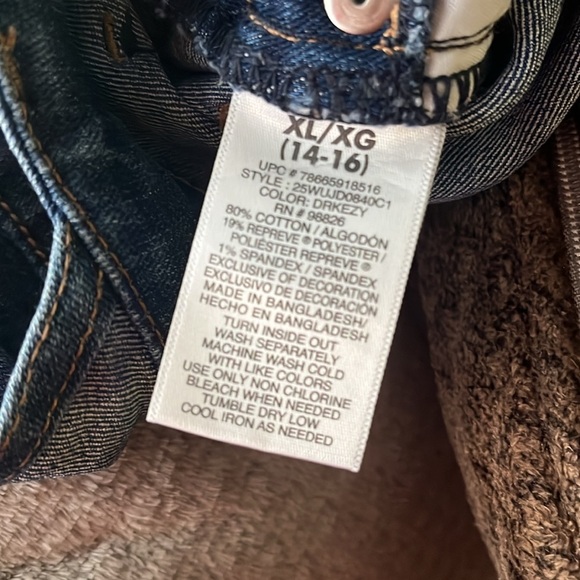 XL/XG
(14-16)
UPC # 78665918516
STYLE : 25WUJD0840C1
COLOR: DRKEZY
RN # 98826
80% COTTON / ALGODÓN
19% REPREVE® POLYESTER /
POLIÉSTER REPREVE®
1% SPANDEX / SPANDEX
EXCLUSIVE OF DECORATION
EXCLUSIVO DE DECORACIÓN
MADE IN BANGLADESH/
HECHO EN BANGLADESH
TURN INSIDE OUT
WASH SEPARATELY
MACHINE WASH COLD
WITH LIKE COLORS
USE ONLY NON CHLORINE
BLEACH WHEN NEEDED
TUMBLE DRY LOW
COOL IRON AS NEEDED